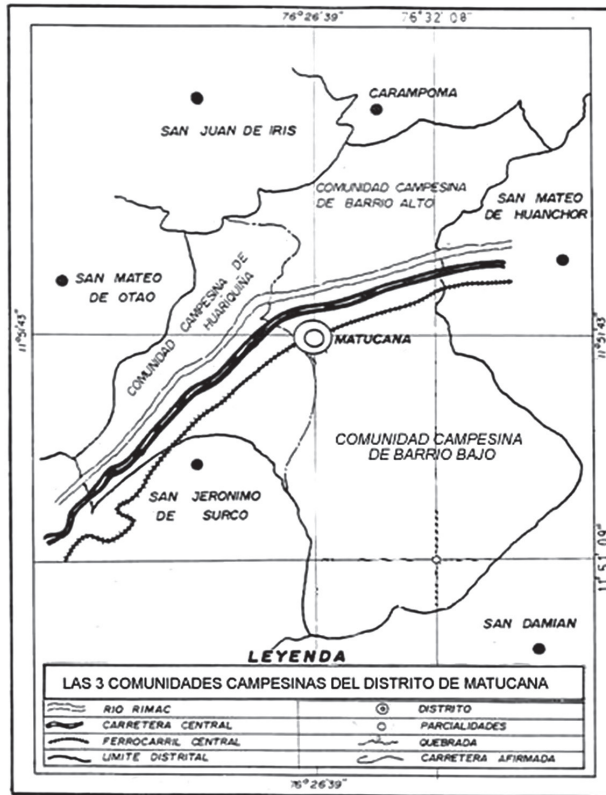 76° 26' 39" 76° 32' 08"
CARAMPOMA
SAN JUAN DE IRIS
COMUNIDAD CAMPESINA
DE BARRIO ALTO
SAN MATEO
DE HUANCHOR
SAN MATEO
DE OTAO
COMUNIDAD CAMPESINA DE
HUARIQUIÑA
11° 51' 43"
11° 51' 43"
MATUCANA
COMUNIDAD CAMPESINA
DE BARRIO BAJO
SAN JERONIMO
DE SURCO
SAN DAMIAN
LEYENDA
LAS 3 COMUNIDADES CAMPESINAS DEL DISTRITO DE MATUCANA
RIO RIMAC
DISTRITO
CARRETERA CENTRAL
PARCIALIDADES
FERROCARRIL CENTRAL
QUEBRADA
LIMITE DISTRITAL
CARRETERA AFIRMADA
76° 26' 39"